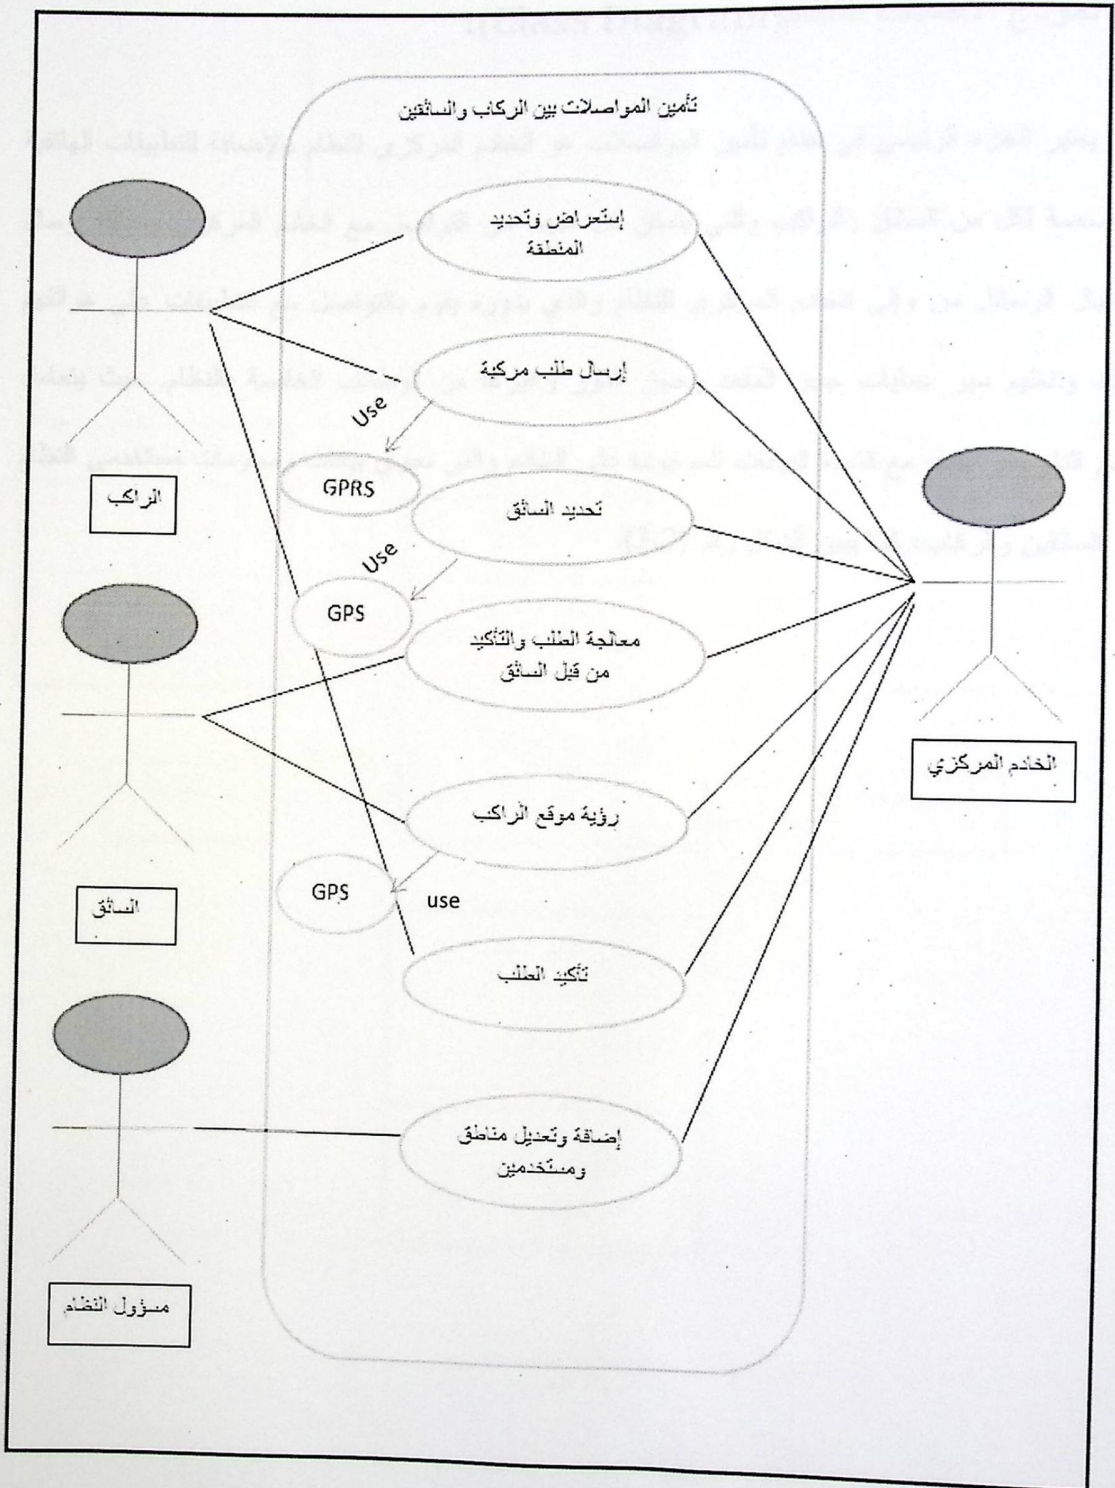 تأمين المواصلات بين الركاب والسائقين
إستعراض وتحديد
المنطقة
إرسال طلب مركبة
Use
GPRS
الراكب
تحديد السائق
Use
GPS
معالجة الطلب والتأكيد
من قبل السائق
الخادم المركزي
رؤية موقع الراكب
GPS
use
السائق
تأكيد الطلب
إضافة وتعديل مناطق
ومستخدمين
مسؤول النظام